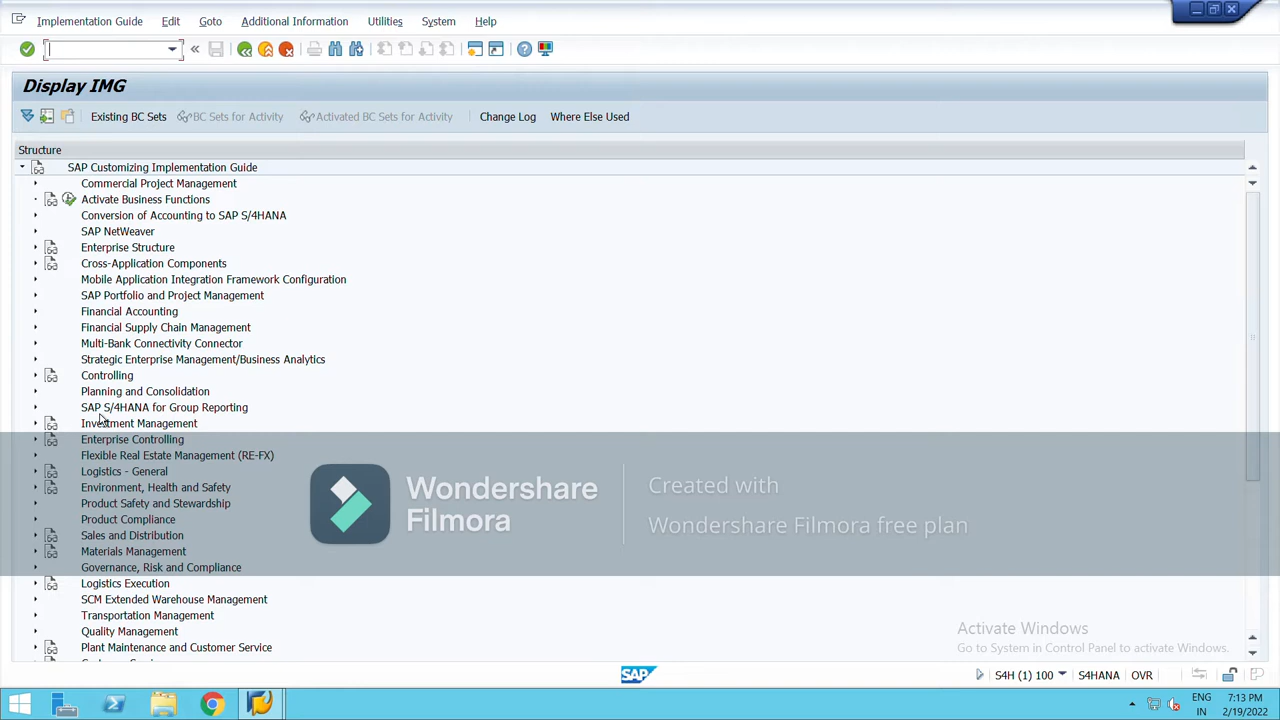 Implementation Guide Edit Goto Additional Information Utilities System Help
Display IMG
Existing BC Sets BC Sets for Activity Activated BC Sets for Activity Change Log Where Else Used
Structure
SAP Customizing Implementation Guide
Commercial Project Management
Activate Business Functions
Conversion of Accounting to SAP S/4HANA
SAP NetWeaver
Enterprise Structure
Cross-Application Components
Mobile Application Integration Framework Configuration
SAP Portfolio and Project Management
Financial Accounting
Financial Supply Chain Management
Multi-Bank Connectivity Connector
Strategic Enterprise Management/Business Analytics
Controlling
Planning and Consolidation
SAP S/4HANA for Group Reporting
Investment Management
Enterprise Controlling
Flexible Real Estate Management (RE-FX)
Logistics - General
Environment, Health and Safety
Product Safety and Stewardship
Product Compliance
Sales and Distribution
Materials Management
Governance, Risk and Compliance
Logistics Execution
SCM Extended Warehouse Management
Transportation Management
Quality Management
Plant Maintenance and Customer Service
Wondershare
Filmora
Created with
Wondershare Filmora free plan
Activate Windows
Go to System in Control Panel to activate Windows.
SAP
S4H (1) 100 S4HANA OVR
ENG 7:13 PM
IN 2/19/2022